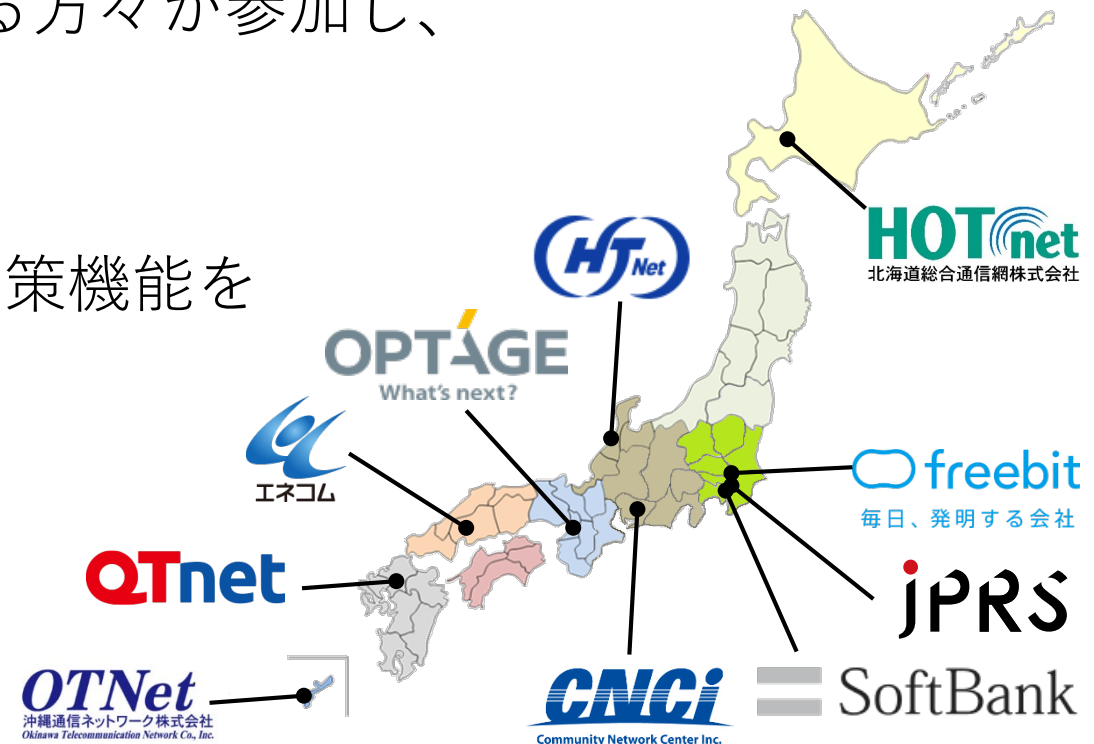 る方々が参加し、
策機能を
HTNet
HOTnet
北海道総合通信網株式会社
OPTAGE
What's next?
エネコム
freebit
毎日、発明する会社
QTnet
JPRS
OTNet
沖縄通信ネットワーク株式会社
Okinawa Telecommunication Network Co., Inc.
CNCi
Community Network Center Inc.
SoftBank